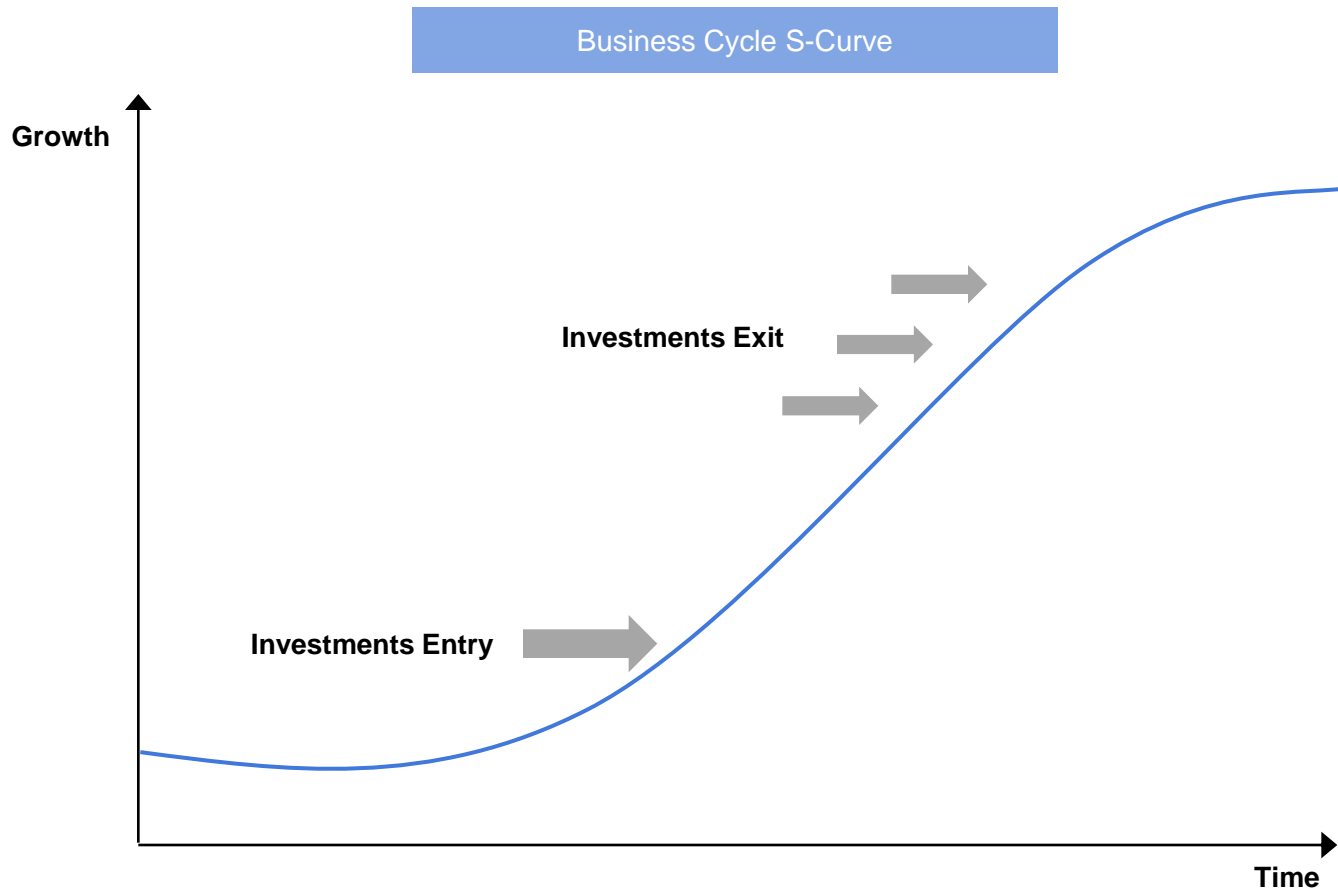 Business Cycle S-Curve
Growth
Investments Exit
Investments Entry
Time